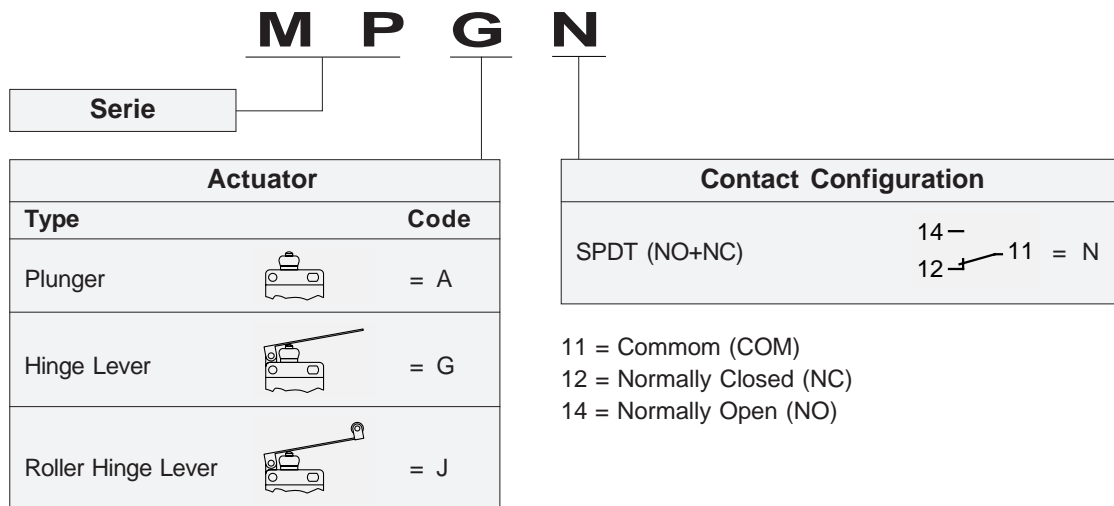 M P G N
Serie
Actuator
Type Code
Plunger = A
Hinge Lever = G
Roller Hinge Lever = J
Contact Configuration
SPDT (NO+NC) 14 12 11 = N
11 = Commom (COM)
12 = Normally Closed (NC)
14 = Normally Open (NO)